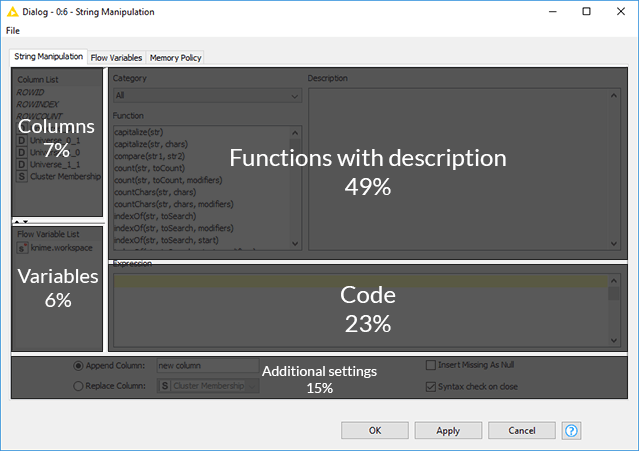 Dialog - 0:6 - String Manipulation
File
String Manipulation
Flow Variables
Memory Policy
Column List
ROWID
ROWINDEX
ROWCOUNT
D Universe_0_1
D Universe_1_0
D Universe_1_1
S Cluster Membership
Columns
7%
Flow Variable List
s knime.workspace
Variables
6%
Category
All
Function
capitalize(str)
capitalize(str, chars)
compare(str1, str2)
count(str, toCount)
count(str, toCount, modifiers)
countChars(str, chars)
countChars(str, chars, modifiers)
indexOf(str, toSearch)
indexOf(str, toSearch, modifiers)
indexOf(str, toSearch, start)
Description
Functions with description
49%
Expression
Code
23%
Append Column:
new column
Insert Missing As Null
Replace Column:
S Cluster Membership
Syntax check on close
Additional settings
15%
OK
Apply
Cancel
?